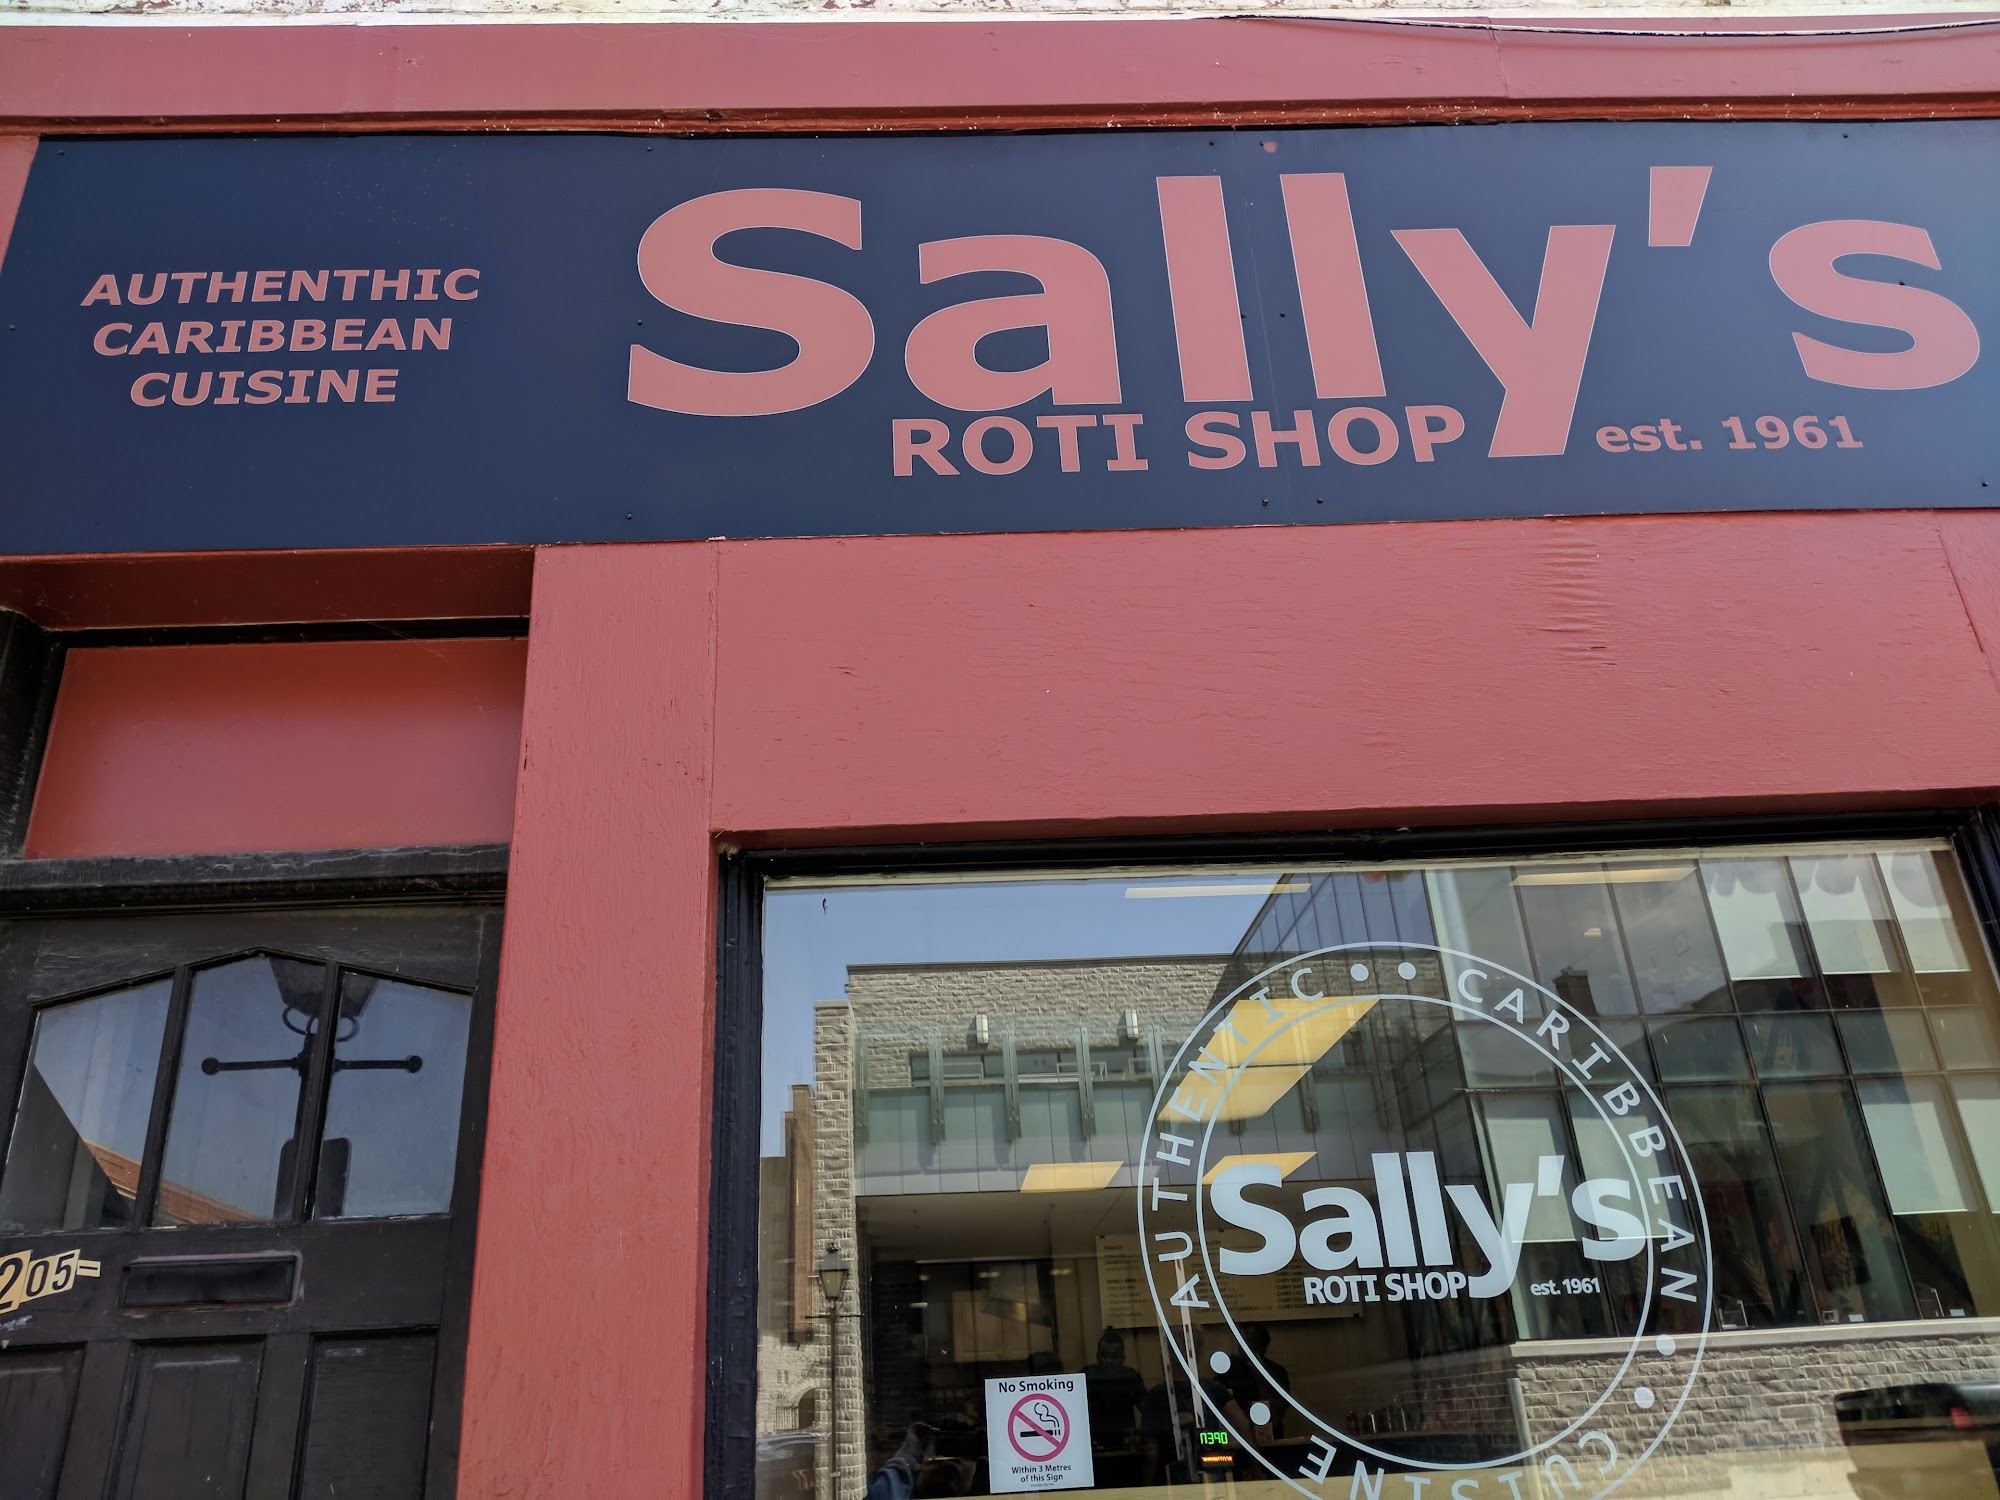 AUTHENTHIC
CARIBBEAN
CUISINE
Sally's
ROTI SHOP
est. 1961
205
AUTHENTIC •• CARIBBEAN •• CUISINE ••
Sally's
ROTI SHOP
est. 1961
No Smoking
Within 3 Metres
of this Sign